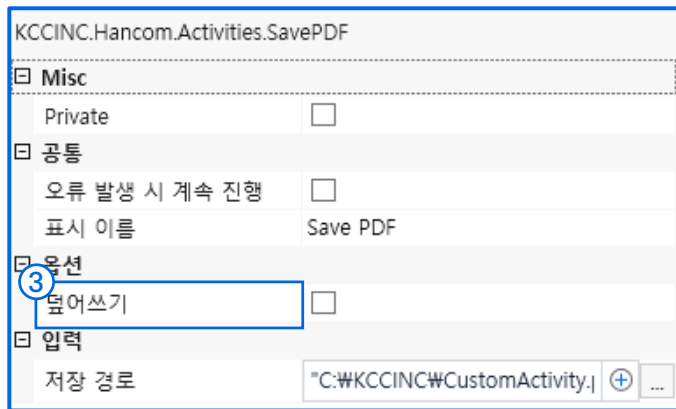 KCCINC.Hancom.Activities.SavePDF
Misc
Private
공통
오류 발생 시 계속 진행
표시 이름 Save PDF
옵션
③
덮어쓰기
입력
저장 경로 "C:₩KCCINC₩CustomActivity.p ...